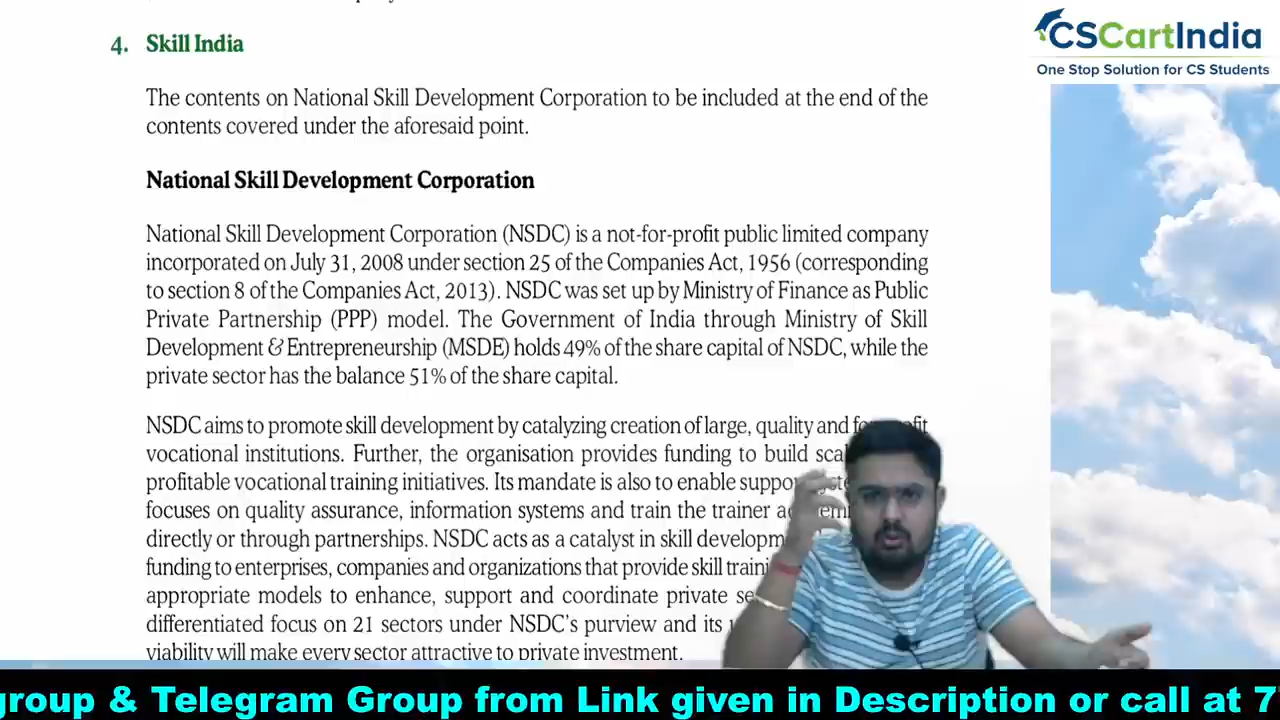 CSCartIndia
One Stop Solution for CS Students
4. Skill India
The contents on National Skill Development Corporation to be included at the end of the
contents covered under the aforesaid point.
National Skill Development Corporation
National Skill Development Corporation (NSDC) is a not-for-profit public limited company
incorporated on July 31, 2008 under section 25 of the Companies Act, 1956 (corresponding
to section 8 of the Companies Act, 2013). NSDC was set up by Ministry of Finance as Public
Private Partnership (PPP) model. The Government of India through Ministry of Skill
Development & Entrepreneurship (MSDE) holds 49% of the share capital of NSDC, while the
private sector has the balance 51% of the share capital.
NSDC aims to promote skill development by catalyzing creation of large, quality and
vocational institutions. Further, the organisation provides funding to build
profitable vocational training initiatives. Its mandate is also to enable
focuses on quality assurance, information systems and train the trainer
directly or through partnerships. NSDC acts as a catalyst in skill
funding to enterprises, companies and organizations that provide skill
appropriate models to enhance, support and coordinate private
differentiated focus on 21 sectors under NSDC's purview and its
viability will make every sector attractive to private investment.
group & Telegram Group from Link given in Description or call at 7